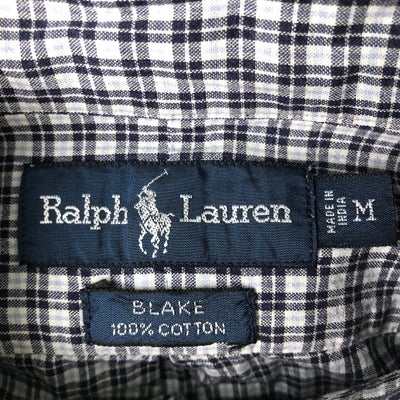 Ralph Lauren
MADE IN
INDIA
M
BLAKE
100% COTTON